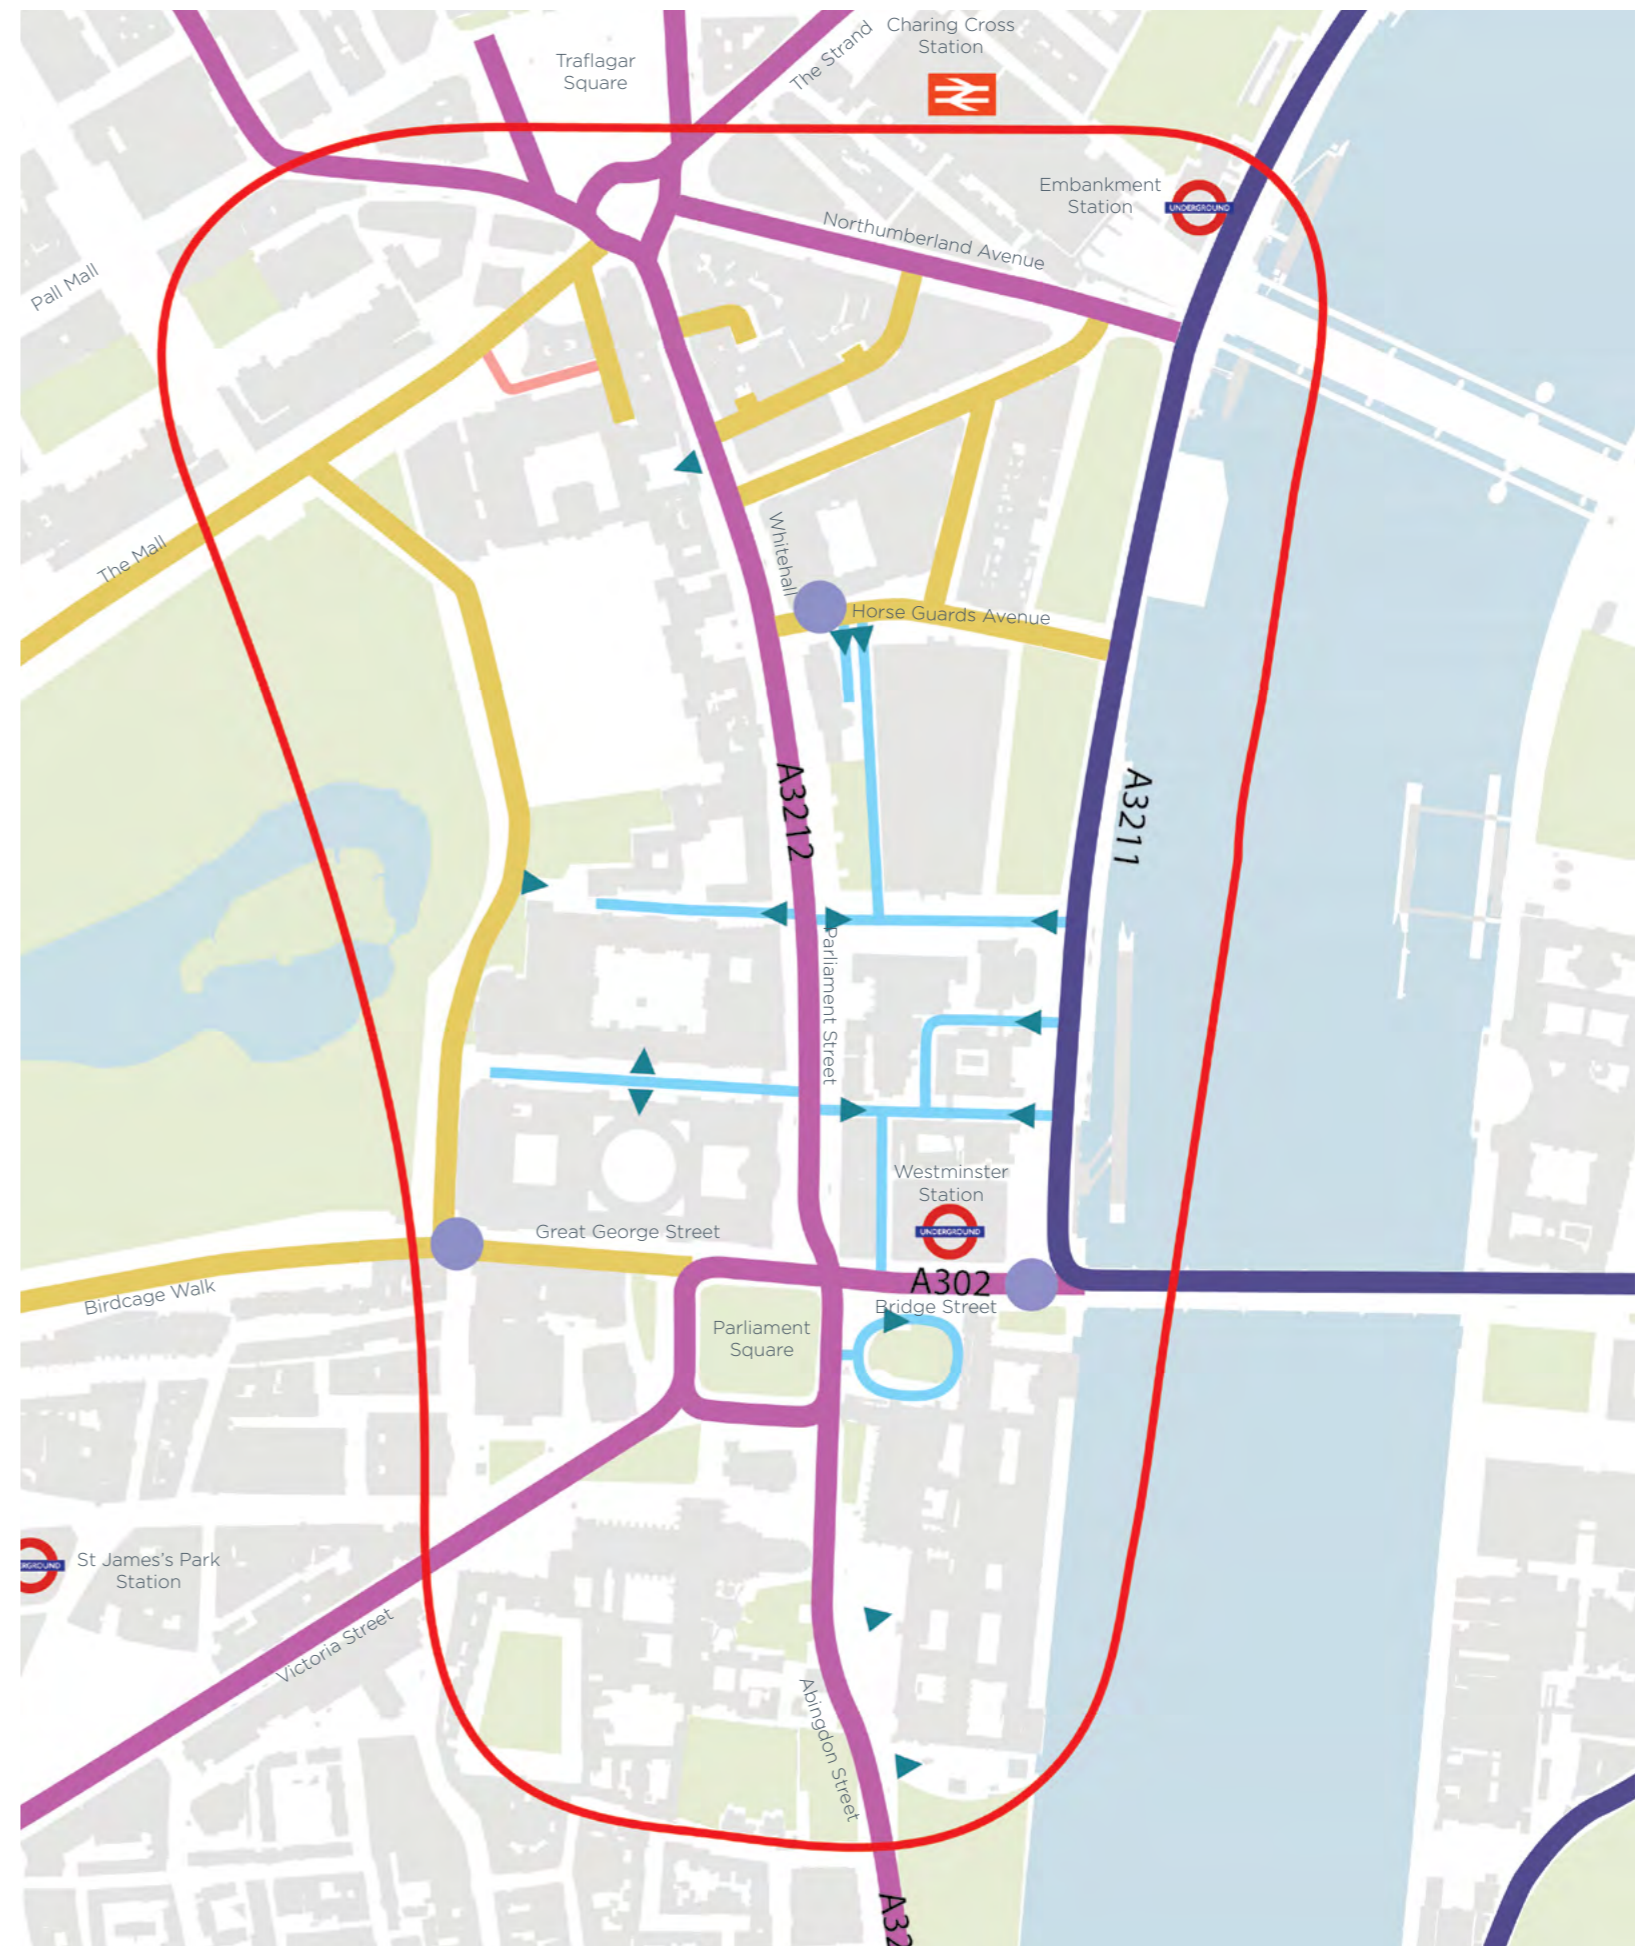 Charing Cross
Station
Traflagar
Square
The Strand
Embankment
Station
UNDERGROUND
Northumberland Avenue
Pall Mall
The Mall
Whitehall
Horse Guards Avenue
A3212
A3211
Parliament Street
Westminster
Station
UNDERGROUND
Great George Street
A302
Bridge Street
Birdcage Walk
Parliament
Square
St James's Park
Station
RGROUND
Victoria Street
Abingdon Street
A32